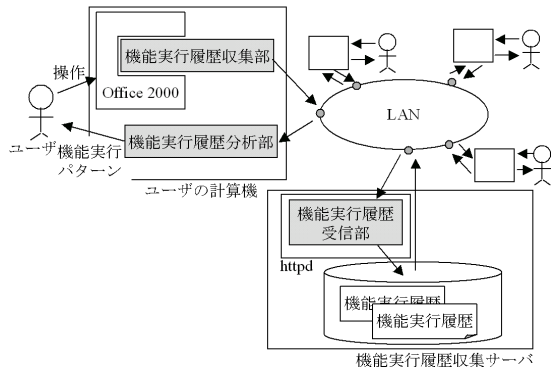 機能実行履歴収集部
操作
Office 2000
機能実行履歴分析部
ユーザ
機能実行
パターン
ユーザの計算機
LAN
機能実行履歴
受信部
httpd
機能実行履歴
機能実行履歴
機能実行履歴収集サーバ